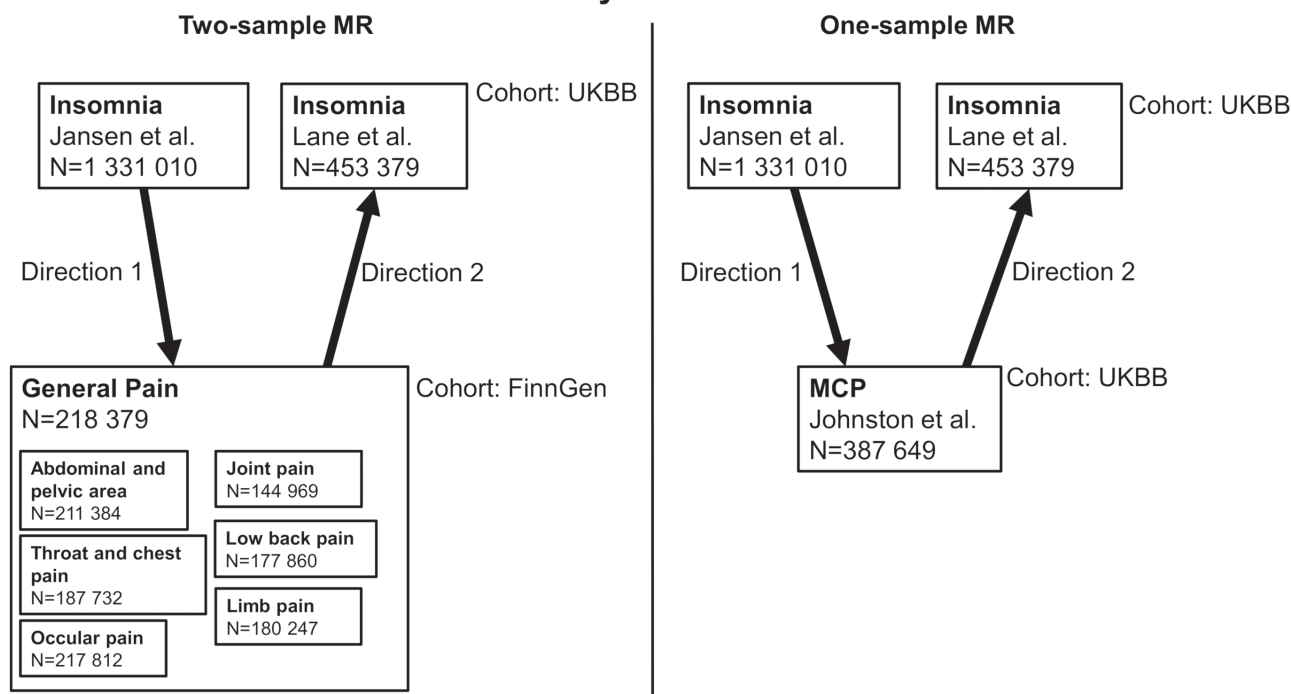 Two-sample MR
Insomnia
Jansen et al.
N=1 331 010
Insomnia
Lane et al.
N=453 379
Cohort: UKBB
Direction 1
Direction 2
General Pain
N=218 379
Cohort: FinnGen
Abdominal and
pelvic area
N=211 384
Throat and chest
pain
N=187 732
Occular pain
N=217 812
Joint pain
N=144 969
Low back pain
N=177 860
Limb pain
N=180 247
One-sample MR
Insomnia
Jansen et al.
N=1 331 010
Insomnia
Lane et al.
N=453 379
Cohort: UKBB
Direction 1
Direction 2
MCP
Johnston et al.
N=387 649
Cohort: UKBB